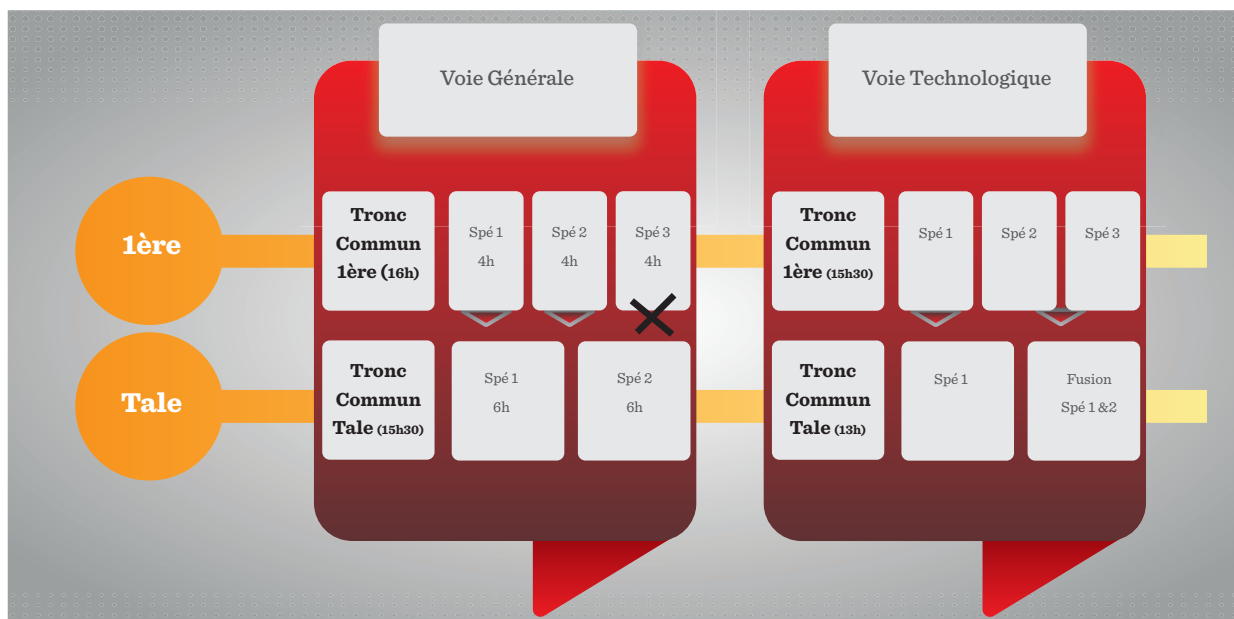 Voie Générale
Voie Technologique
1ère
Tronc
Commun
1ère (16h)
Spé 1
4h
Spé 2
4h
Spé 3
4h
Tronc
Commun
1ère (15h30)
Spé 1
Spé 2
Spé 3
Tale
Tronc
Commun
Tale (15h30)
Spé 1
6h
Spé 2
6h
Tronc
Commun
Tale (13h)
Spé 1
Fusion
Spé 1 &2